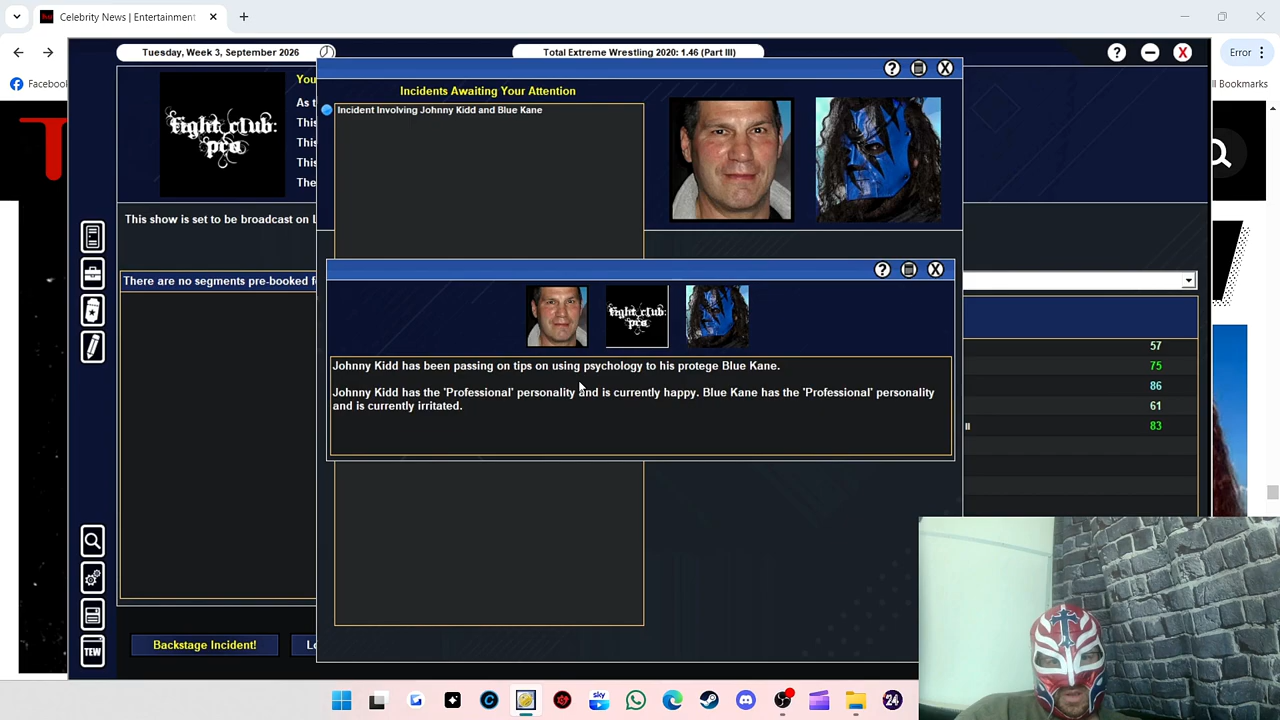 Celebrity News | Entertainment
Error
Facebook
ll Bookmarks
Tuesday, Week 3, September 2026
Total Extreme Wrestling 2020: 1.46 (Part III)
You
As t
This
This
This
The
fight club:
pro
Incidents Awaiting Your Attention
Incident Involving Johnny Kidd and Blue Kane
This show is set to be broadcast on L
There are no segments pre-booked f
fight club:
pro
Johnny Kidd has been passing on tips on using psychology to his protege Blue Kane.
Johnny Kidd has the 'Professional' personality and is currently happy. Blue Kane has the 'Professional' personality
and is currently irritated.
57
75
86
61
II 83
Backstage Incident!
Lo
TEW
sky
24